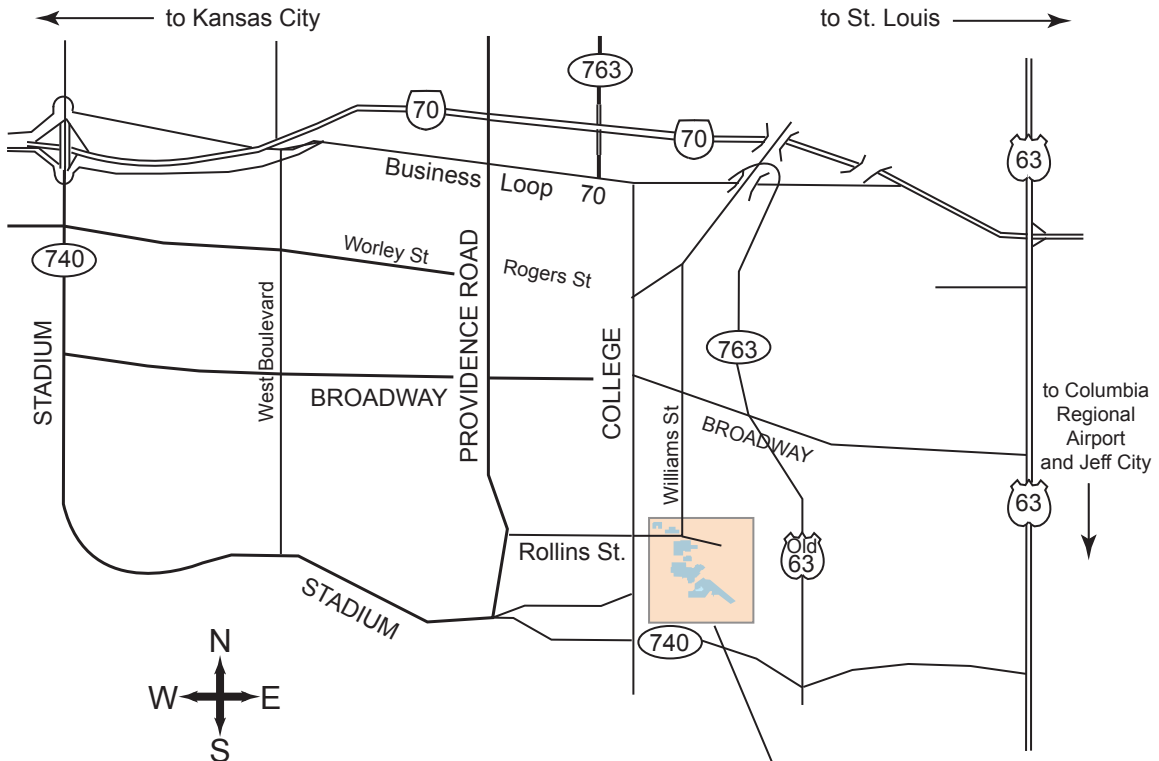 to Kansas City
to St. Louis
763
70
70
63
Business Loop 70
740
Worley St
Rogers St
PROVIDENCE ROAD
STADIUM
West Boulevard
COLLEGE
763
BROADWAY
BROADWAY
Williams St
to Columbia
Regional
Airport
and Jeff City
63
Rollins St.
Old
63
STADIUM
740
N
W E
S